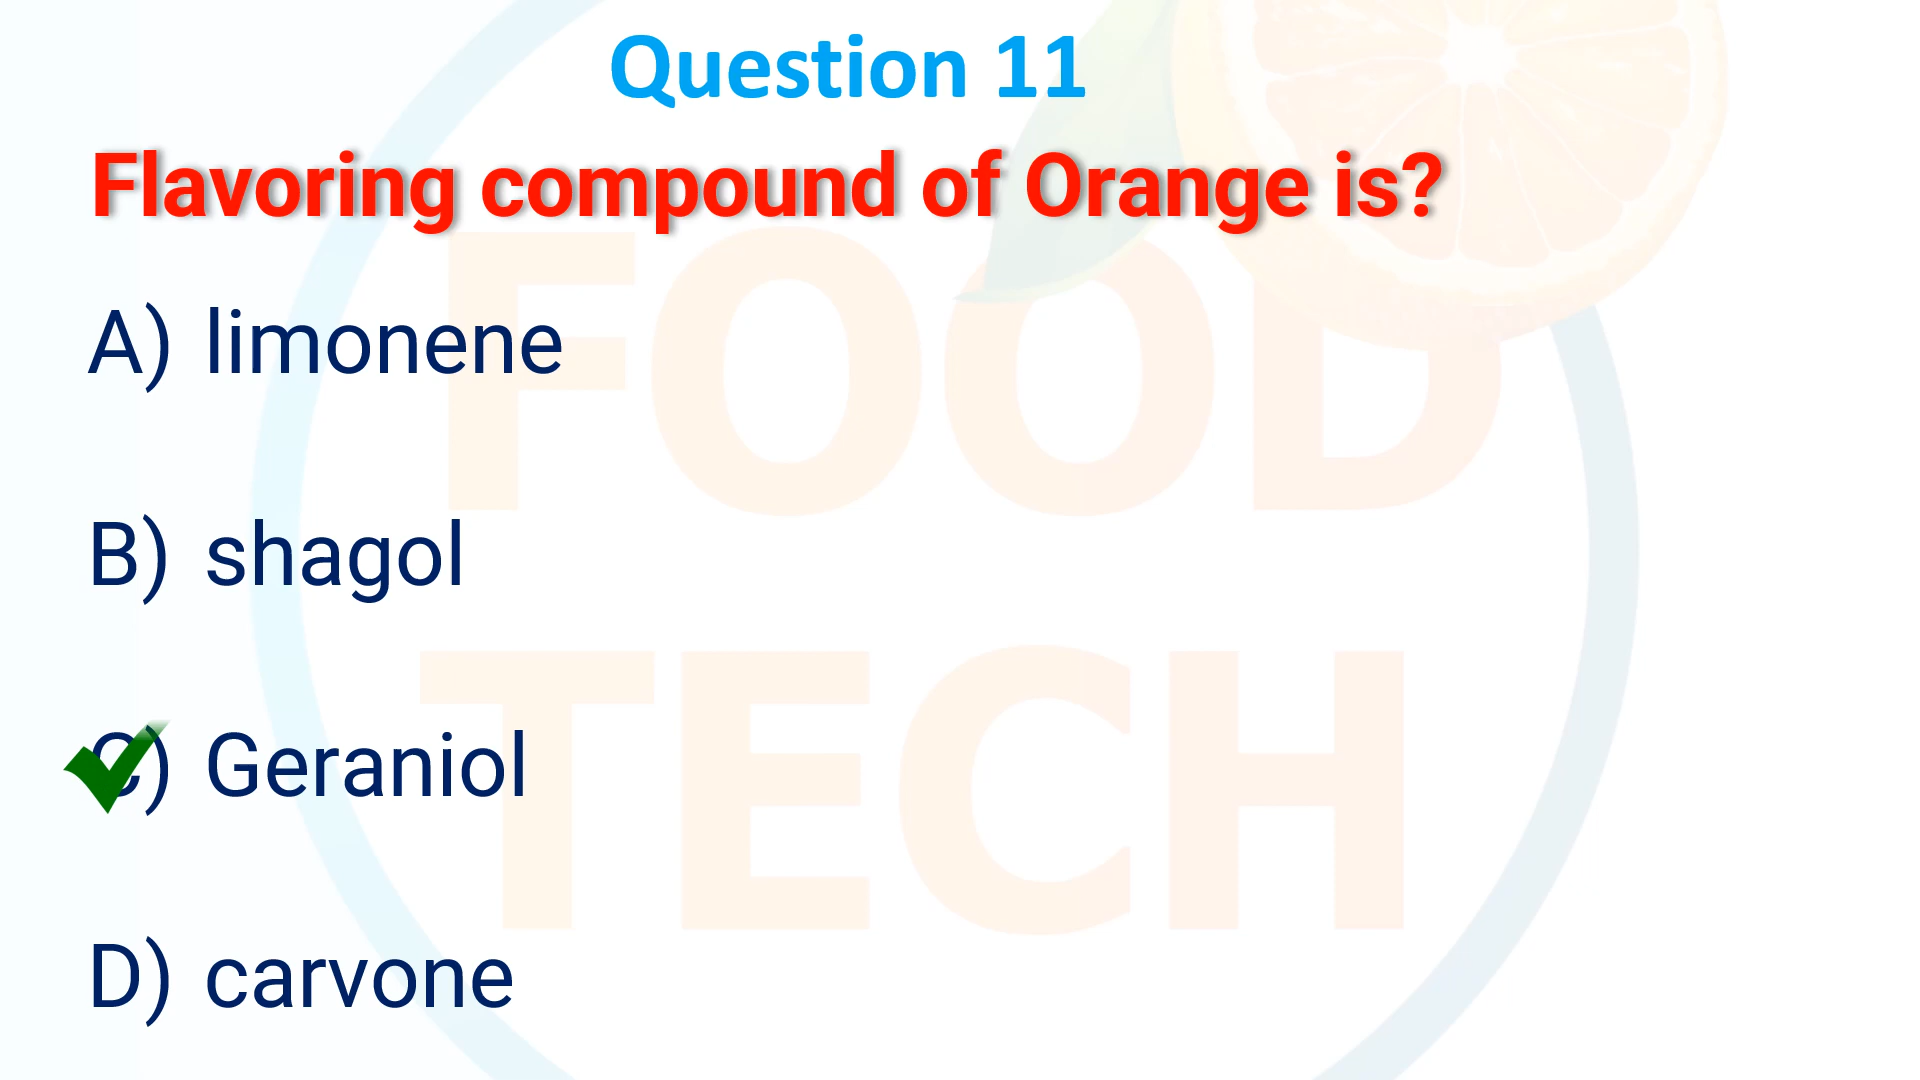 Question 11
Flavoring compound of Orange is?
FOOD
A) limonene
B) shagol
TECH
C) Geraniol
D) carvone